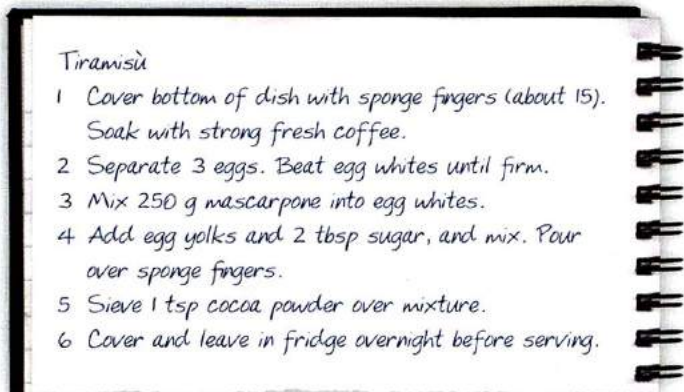 Tiramisù
1 Cover bottom of dish with sponge fingers (about 15).
Soak with strong fresh coffee.
2 Separate 3 eggs. Beat egg whites until firm.
3 Mix 250 g mascarpone into egg whites.
4 Add egg yolks and 2 tbsp sugar, and mix. Pour
over sponge fingers.
5 Sieve 1 tsp cocoa powder over mixture.
6 Cover and leave in fridge overnight before serving.